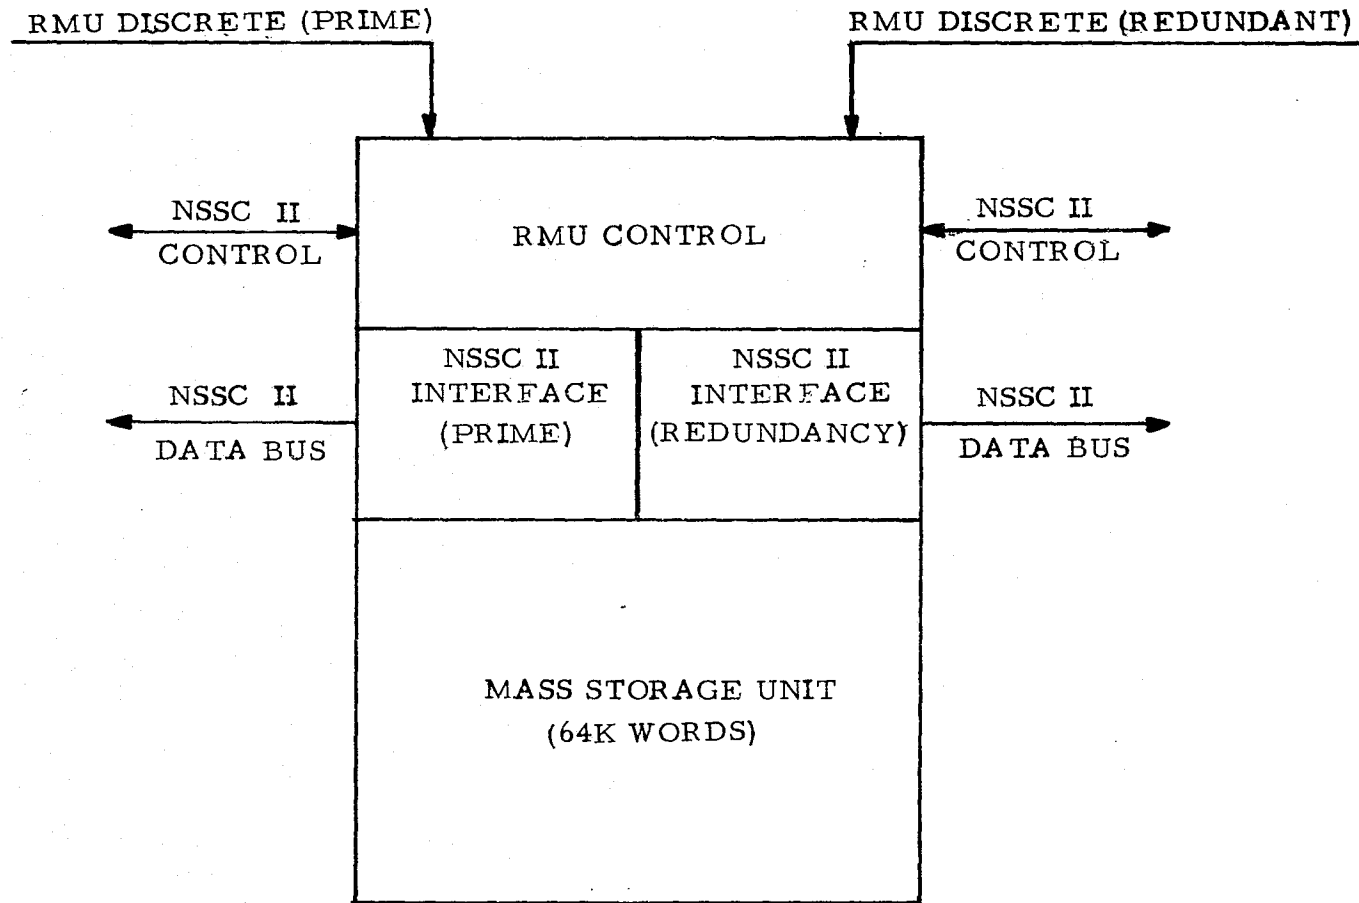 RMU DISCRETE (PRIME)
RMU DISCRETE (REDUNDANT)
NSSC II
CONTROL
RMU CONTROL
NSSC II
CONTROL
NSSC II
DATA BUS
NSSC II
INTERFACE
(PRIME)
NSSC II
INTERFACE
(REDUNDANCY)
NSSC II
DATA BUS
MASS STORAGE UNIT
(64K WORDS)